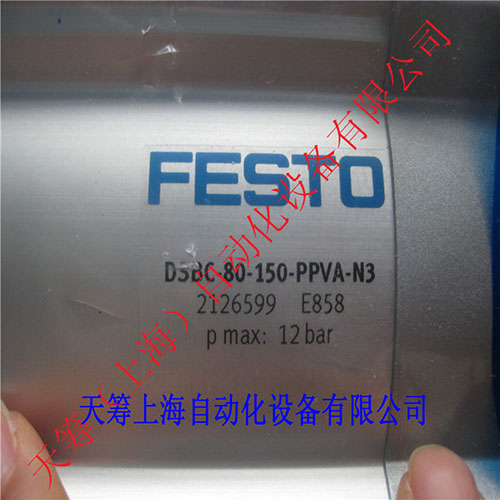 FESTO
DSBC-80-150-PPVA-N3
2126599 E858
p max: 12 bar
天筹上海自动化设备有限公司
天筹（上海）自动化设备有限公司